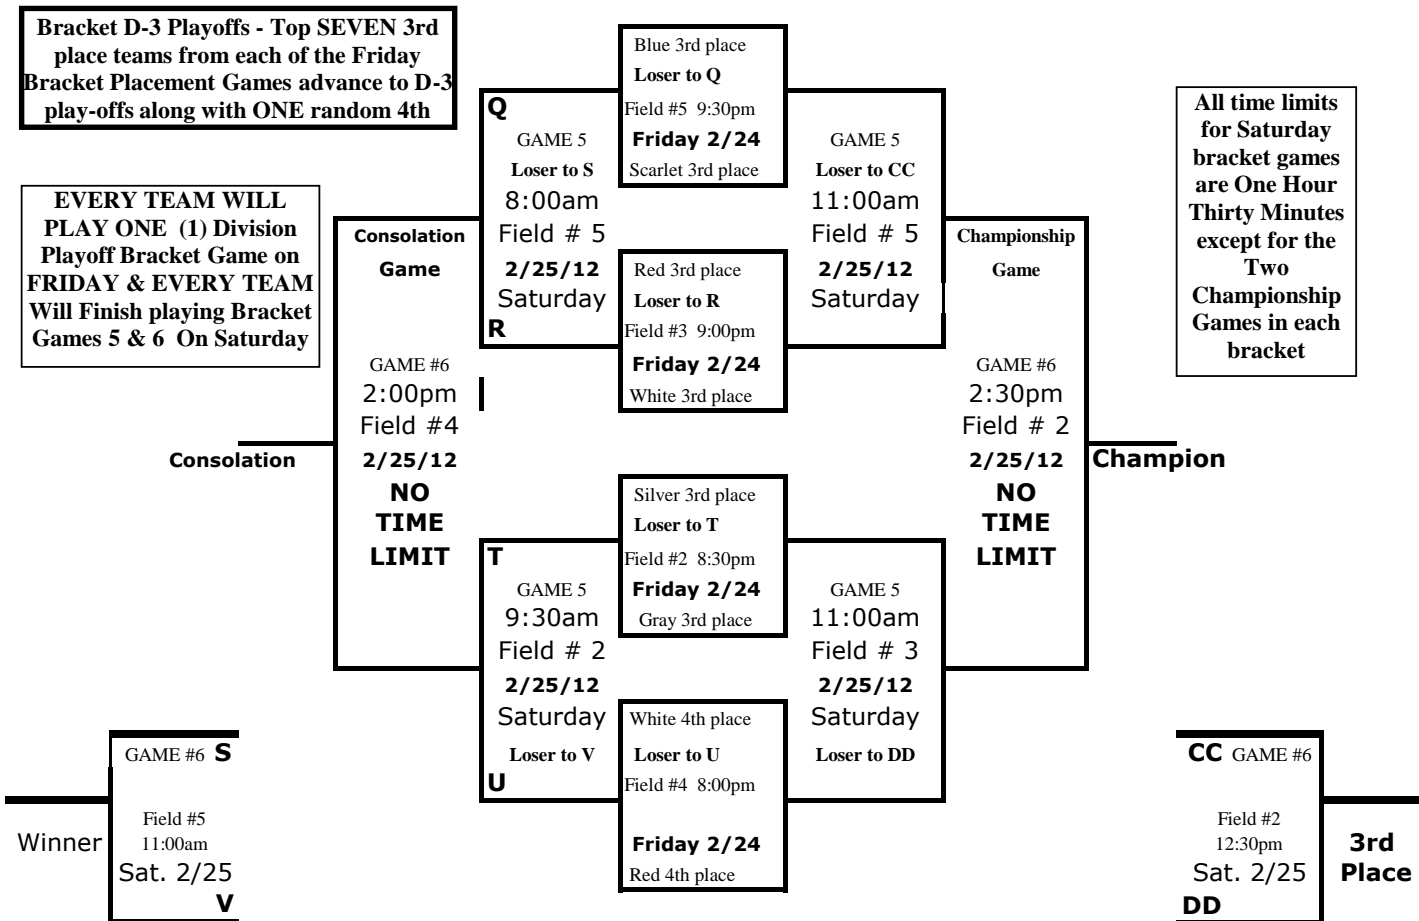 Bracket D-3 Playoffs - Top SEVEN 3rd
place teams from each of the Friday
Bracket Placement Games advance to D-3
play-offs along with ONE random 4th
EVERY TEAM WILL
PLAY ONE (1) Division
Playoff Bracket Game on
FRIDAY & EVERY TEAM
Will Finish playing Bracket
Games 5 & 6 On Saturday
Consolation
Game
GAME #6
2:00pm
Field #4
2/25/12
NO
TIME
LIMIT
Consolation
Q
GAME 5
Loser to S
8:00am
Field # 5
2/25/12
Saturday
R
T
GAME 5
9:30am
Field # 2
2/25/12
Saturday
Loser to V
U
Blue 3rd place
Loser to Q
Field #5 9:30pm
Friday 2/24
Scarlet 3rd place
Red 3rd place
Loser to R
Field #3 9:00pm
Friday 2/24
White 3rd place
Silver 3rd place
Loser to T
Field #2 8:30pm
Friday 2/24
Gray 3rd place
White 4th place
Loser to U
Field #4 8:00pm
Friday 2/24
Red 4th place
GAME 5
Loser to CC
11:00am
Field # 5
2/25/12
Saturday
GAME 5
11:00am
Field # 3
2/25/12
Saturday
Loser to DD
Championship
Game
GAME #6
2:30pm
Field # 2
2/25/12
NO
TIME
LIMIT
Champion
All time limits
for Saturday
bracket games
are One Hour
Thirty Minutes
except for the
Two
Championship
Games in each
bracket
GAME #6 S
Field #5
11:00am
Sat. 2/25
V
Winner
CC GAME #6
Field #2
12:30pm
Sat. 2/25
DD
3rd
Place